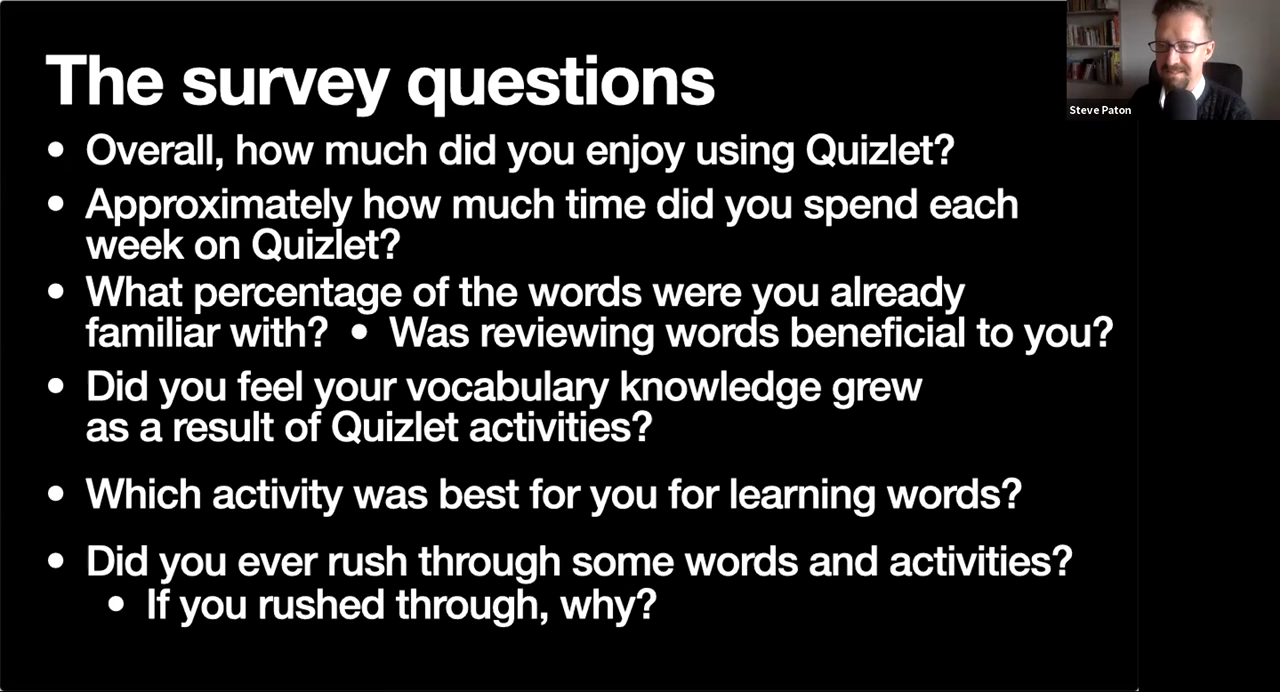 The survey questions
• Overall, how much did you enjoy using Quizlet?
• Approximately how much time did you spend each
week on Quizlet?
• What percentage of the words were you already
familiar with? • Was reviewing words beneficial to you?
• Did you feel your vocabulary knowledge grew
as a result of Quizlet activities?
• Which activity was best for you for learning words?
• Did you ever rush through some words and activities?
• If you rushed through, why?
Steve Paton